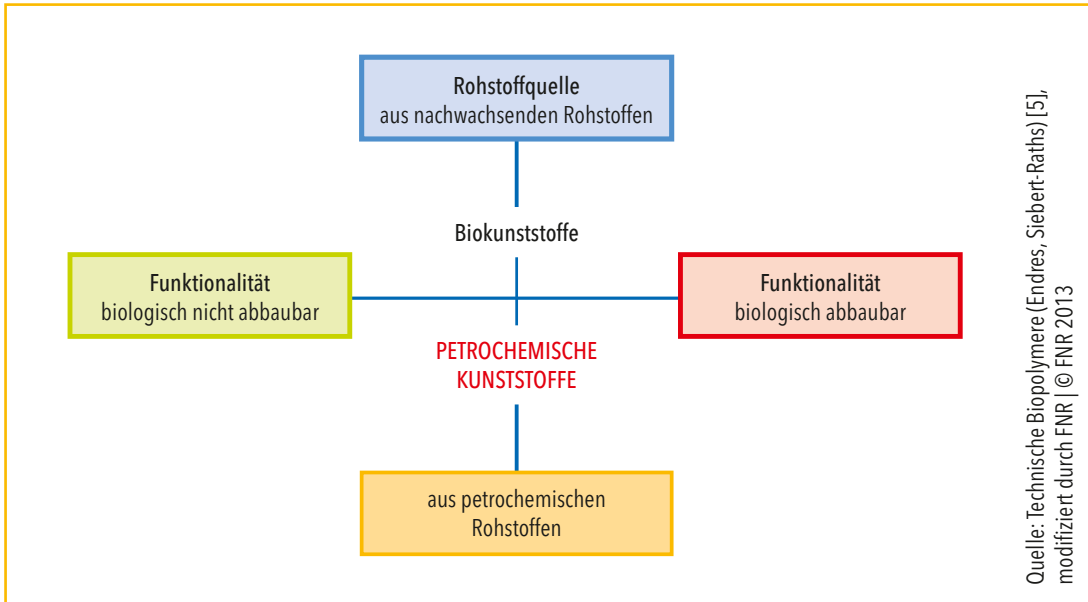 Rohstoffquelle
aus nachwachsenden Rohstoffen
Biokunststoffe
Funktionalität
biologisch nicht abbaubar
Funktionalität
biologisch abbaubar
PETROCHEMISCHE
KUNSTSTOFFE
aus petrochemischen
Rohstoffen
Quelle: Technische Biopolymere (Endres, Siebert-Raths) [5],
modifiziert durch FNR | © FNR 2013